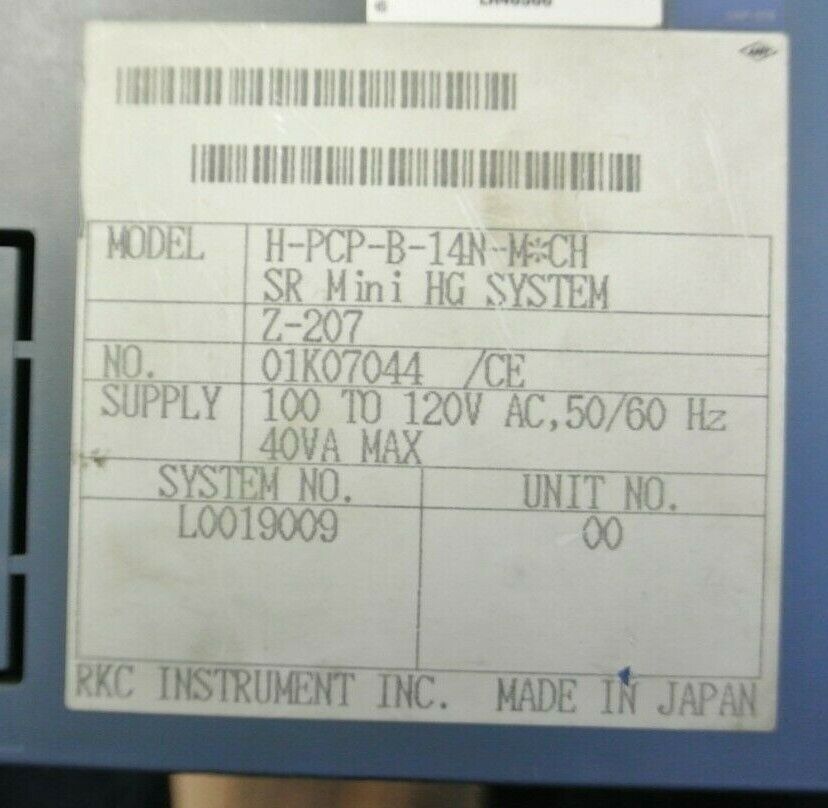 MODEL H-PCP-B-14N-M*CH
SR Mini HG SYSTEM
Z-207
NO. 01K07044 /CE
SUPPLY 100 TO 120V AC,50/60 Hz
40VA MAX
SYSTEM NO. UNIT NO.
L0019009 00
RKC INSTRUMENT INC. MADE IN JAPAN